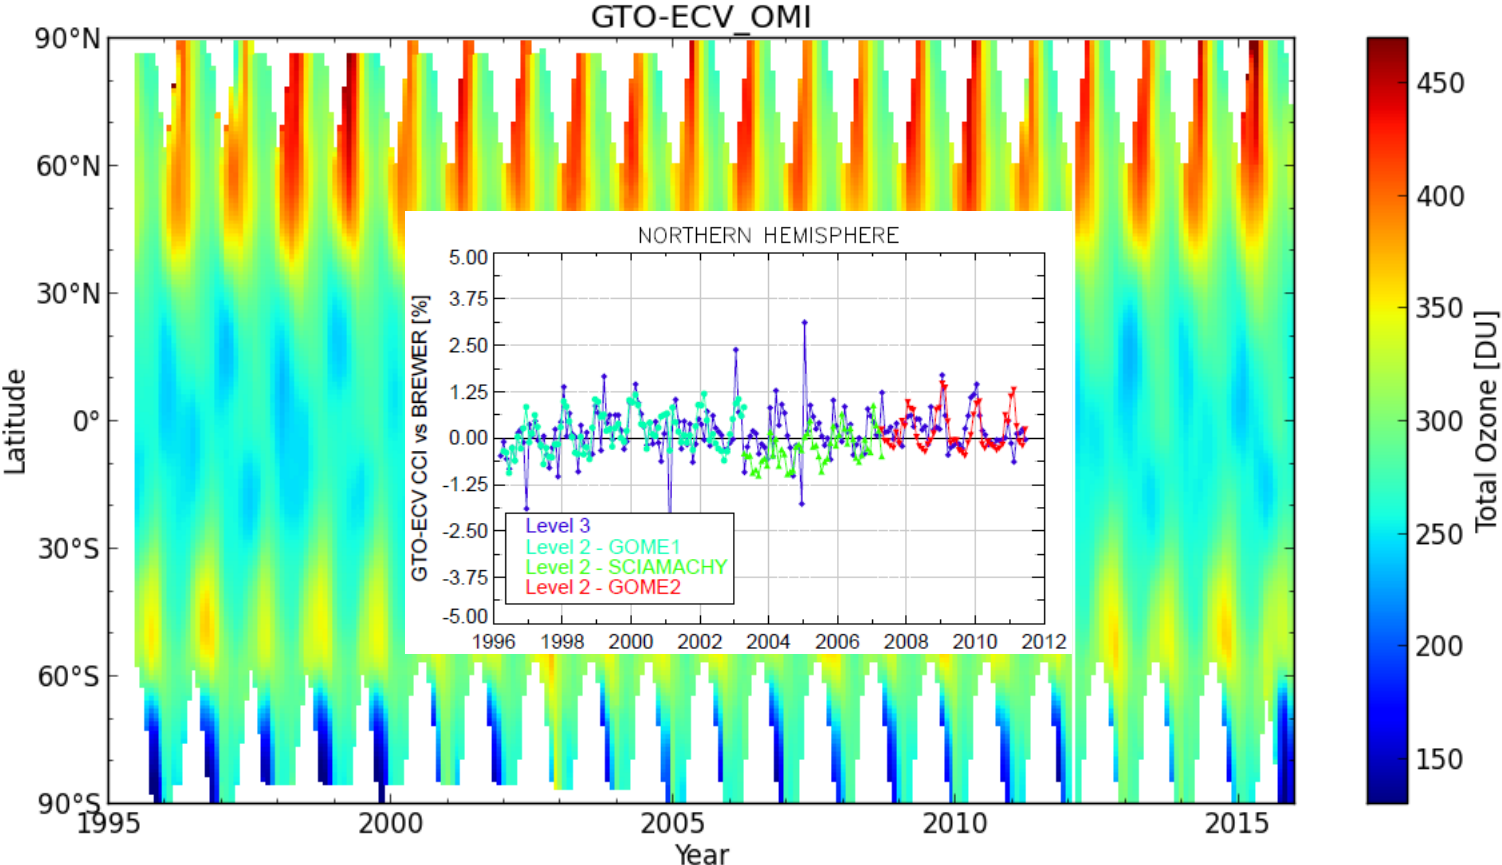 GTO-ECV_OMI
90°N
60°N
30°N
0°
30°S
60°S
90°S
Latitude
1995
2000
2005
2010
2015
Year
NORTHERN HEMISPHERE
GTO-ECV CCI vs BREWER [%]
5.00
3.75
2.50
1.25
0.00
-1.25
-2.50
-3.75
-5.00
Level 3
Level 2 - GOME1
Level 2 - SCIAMACHY
Level 2 - GOME2
1996
1998
2000
2002
2004
2006
2008
2010
2012
450
400
350
300
250
200
150
Total Ozone [DU]